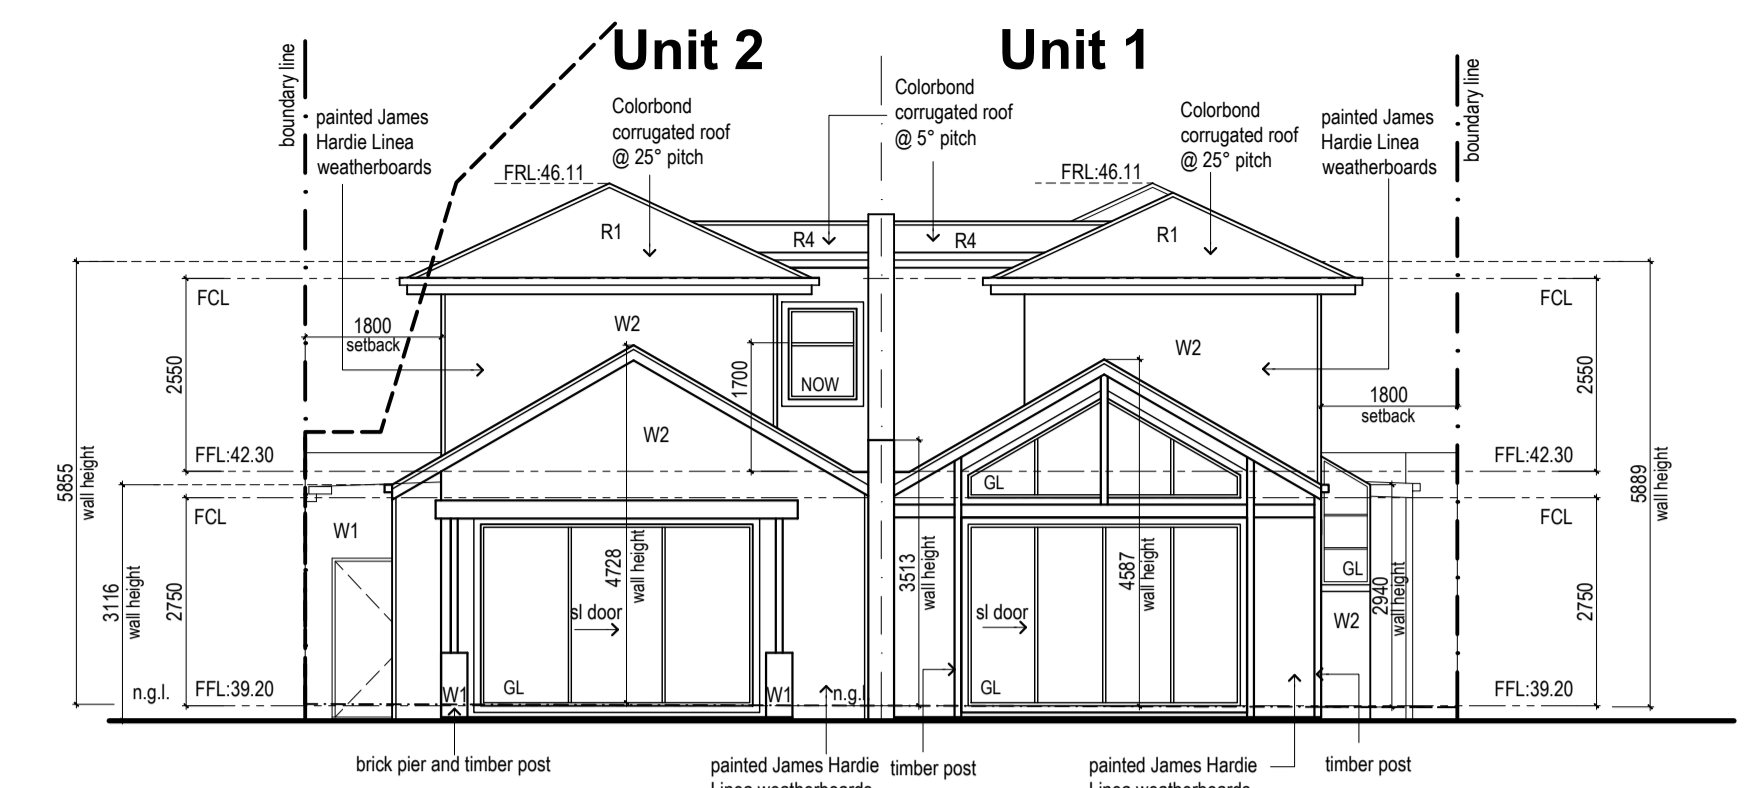 Unit 2
Unit 1
boundary line
boundary line
painted James
Hardie Linea
weatherboards
Colorbond
corrugated roof
@ 25° pitch
Colorbond
corrugated roof
@ 5° pitch
Colorbond
corrugated roof
@ 25° pitch
painted James
Hardie Linea
weatherboards
FRL:46.11
FRL:46.11
R1
R4
R4
R1
FCL
FCL
1800
setback
W2
W2
2550
1700
NOW
2550
1800
setback
W2
FFL:42.30
FFL:42.30
5855
wall height
5889
wall height
GL
FCL
FCL
W1
3116
wall height
2750
4728
wall height
3513
wall height
4587
wall height
GL
2940
wall height
2750
sl door
sl door
W2
n.g.l.
FFL:39.20
W1
GL
W1
n.g.l
GL
FFL:39.20
brick pier and timber post
painted James Hardie
Linea weatherboards
timber post
painted James Hardie
Linea weatherboards
timber post